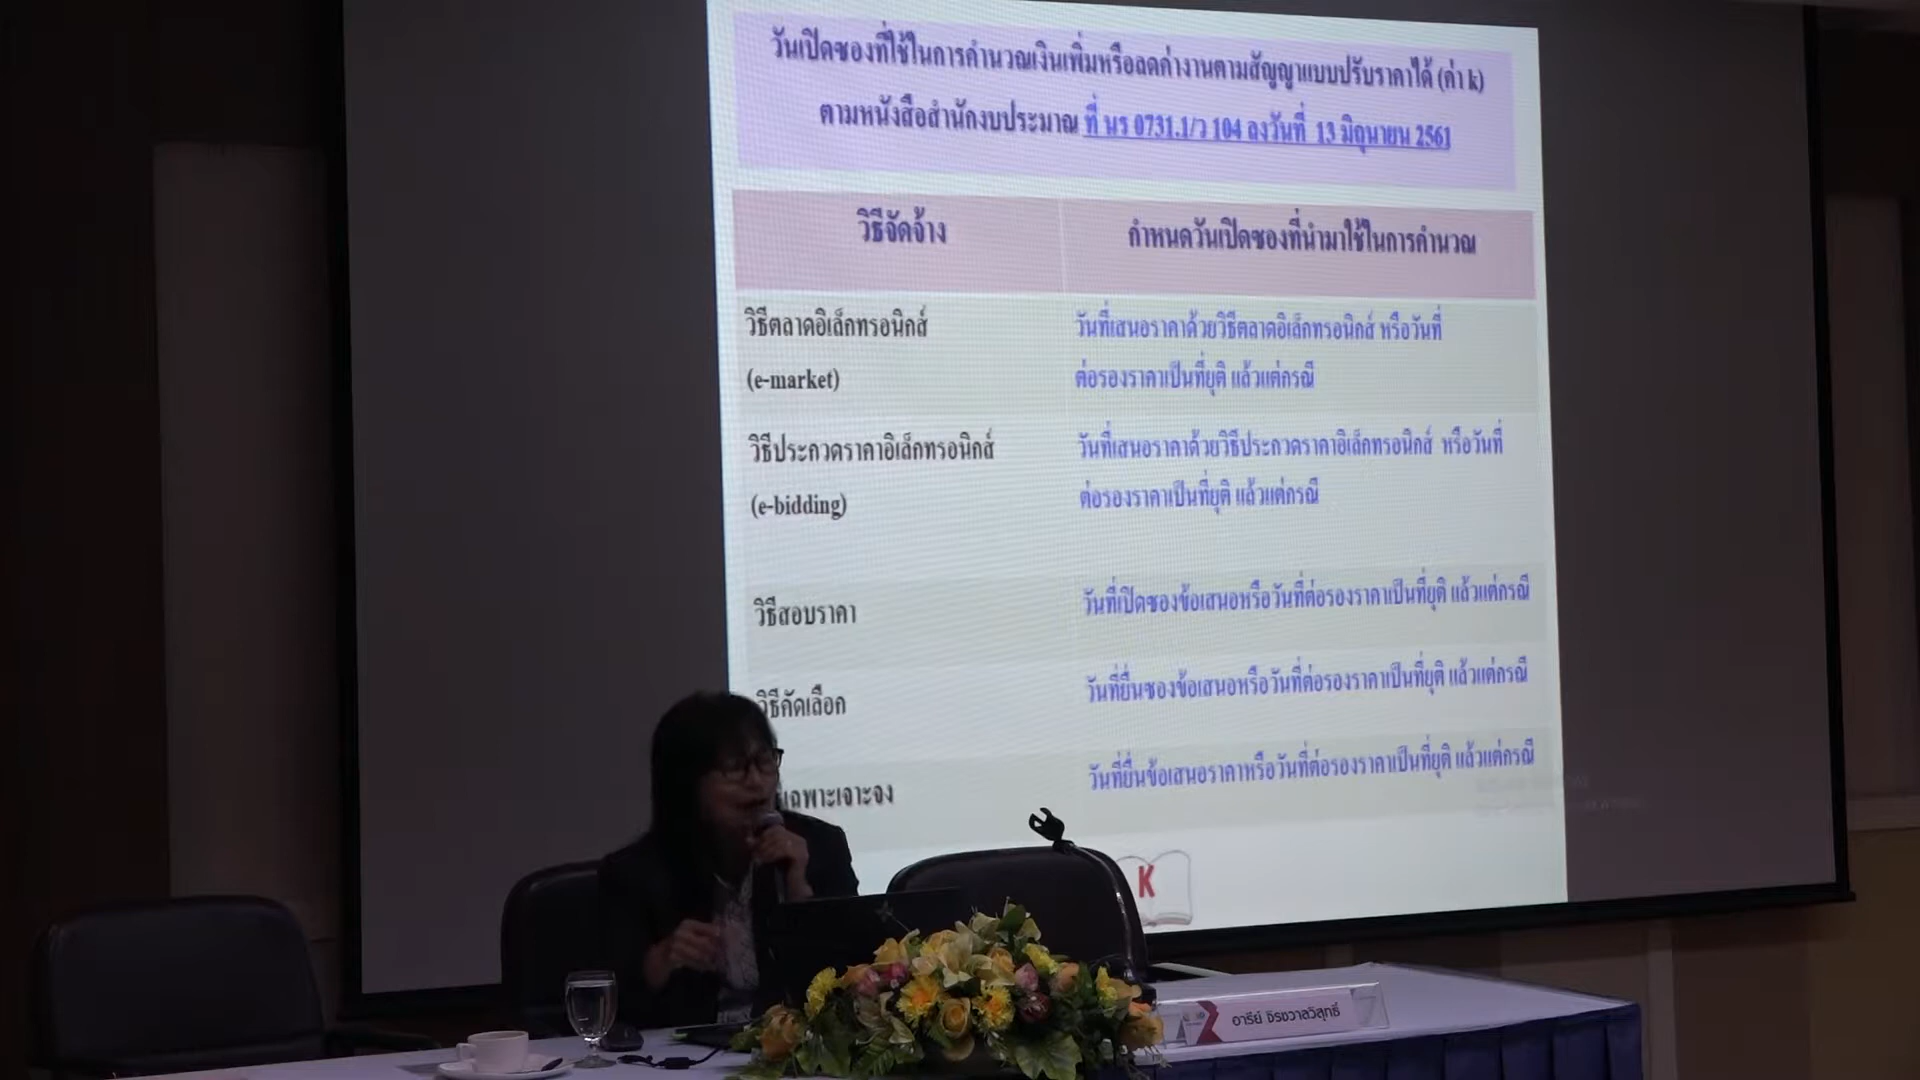 วันเปิดซองที่ใช้ในการคำนวณเงินเพิ่มหรือลดค่างานตามสัญญาแบบปรับราคาได้ (ค่า k)
ตามหนังสือสำนักงบประมาณ ที่ นร 0731.1/ว 104 ลงวันที่ 13 มิถุนายน 2561
วิธีจัดจ้าง
กำหนดวันเปิดซองที่นำมาใช้ในการคำนวณ
วิธีตลาดอิเล็กทรอนิกส์
(e-market)
วันที่เสนอราคาด้วยวิธีตลาดอิเล็กทรอนิกส์ หรือวันที่
ต่อรองราคาเป็นที่ยุติ แล้วแต่กรณี
วิธีประกวดราคาอิเล็กทรอนิกส์
(e-bidding)
วันที่เสนอราคาด้วยวิธีประกวดราคาอิเล็กทรอนิกส์ หรือวันที่
ต่อรองราคาเป็นที่ยุติ แล้วแต่กรณี
วิธีสอบราคา
วันที่เปิดซองข้อเสนอหรือวันที่ต่อรองราคาเป็นที่ยุติ แล้วแต่กรณี
วิธีคัดเลือก
วันที่ยื่นซองข้อเสนอหรือวันที่ต่อรองราคาเป็นที่ยุติ แล้วแต่กรณี
เฉพาะเจาะจง
วันที่ยื่นข้อเสนอราคาหรือวันที่ต่อรองราคาเป็นที่ยุติ แล้วแต่กรณี
K
อารีย์ จิรชวาลวิสุทธิ์